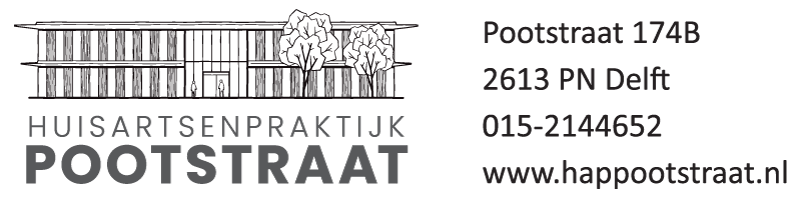 HUISARTSENPRAKTIJK
POOTSTRAAT
Pootstraat 174B
2613 PN Delft
015-2144652
www.happootstraat.nl